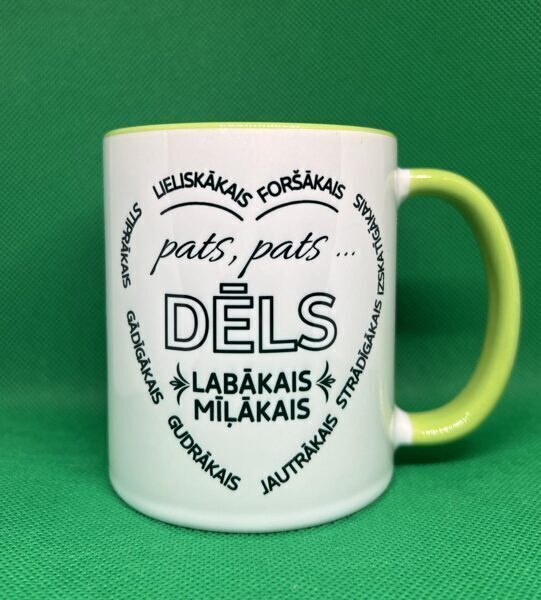 LIELISKĀKAIS
FORŠĀKAIS
IZSKATĪGĀKAIS
STRĀDĪGĀKAIS
JAUTRĀKAIS
GUDRĀKAIS
GĀDĪGĀKAIS
STIPRĀKAIS
pats, pats ...
DĒLS
LABĀKAIS
MĪĻĀKAIS